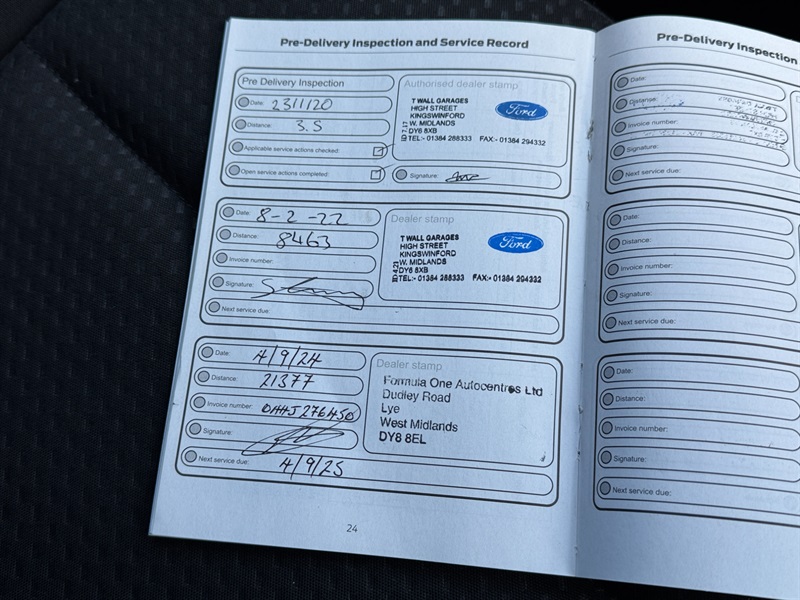 Pre-Delivery Inspection and Service Record
Pre Delivery Inspection
Date: 23/11/20
Distance: 3.5
Applicable service actions checked:
Open service actions completed:
Authorised dealer stamp
T WALL GARAGES
HIGH STREET
KINGSWINFORD
W. MIDLANDS
DY6 8XB
TEL:- 01384 288333 FAX:- 01384 294332
ID 7.17
Ford
Signature:
Date: 8-2-22
Distance: 8463
Invoice number:
Signature:
Next service due:
Dealer stamp
T WALL GARAGES
HIGH STREET
KINGSWINFORD
W. MIDLANDS
DY6 8XB
TEL:- 01384 288333 FAX:- 01384 294332
Ford
Date: 4/9/24
Distance: 21377
Invoice number: OHHJ276450
Signature:
Next service due: 4/9/25
Dealer stamp
Formula One Autocentres Ltd
Dudley Road
Lye
West Midlands
DY8 8EL
24
Pre-Delivery Inspection
Date:
Distance:
Invoice number:
Signature:
Next service due:
Date:
Distance:
Invoice number:
Signature:
Next service due:
Date:
Distance:
Invoice number:
Signature:
Next service due: